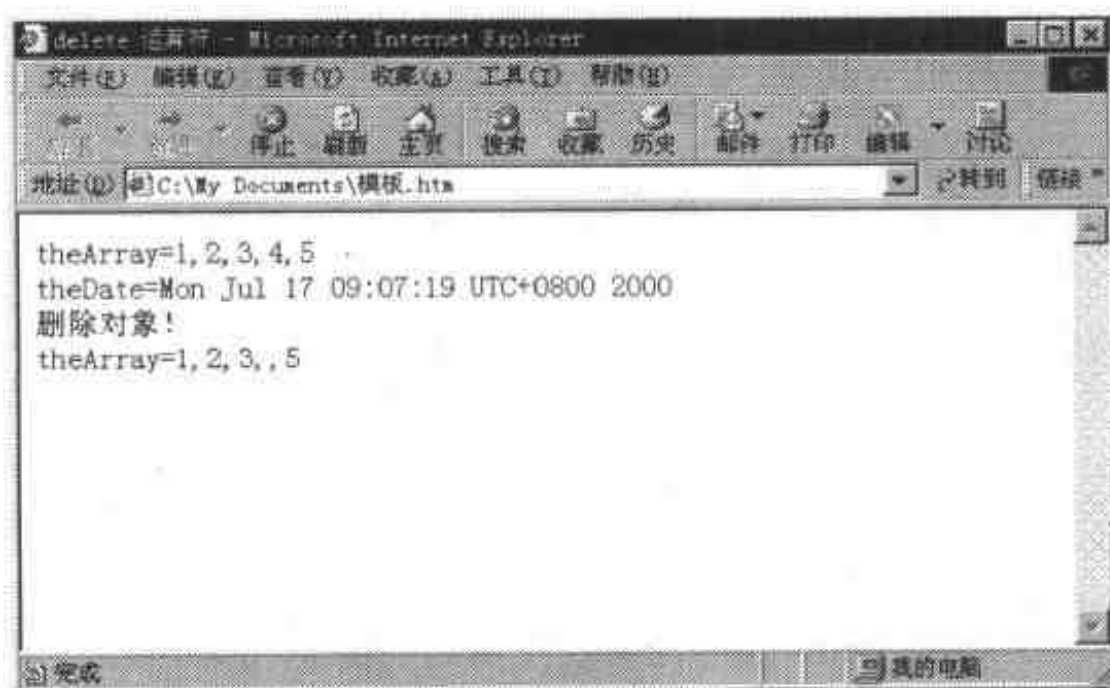 delete 运算符 - Microsoft Internet Explorer
文件(F) 编辑(E) 查看(V) 收藏(A) 工具(T) 帮助(H)
停止 刷新 主页 搜索 收藏 历史 邮件 打印 编辑 讨论
地址(D) C:\My Documents\模板.htm 转到 链接 »
theArray=1,2,3,4,5
theDate=Mon Jul 17 09:07:19 UTC+0800 2000
删除对象!
theArray=1,2,3,,5
完成 我的电脑